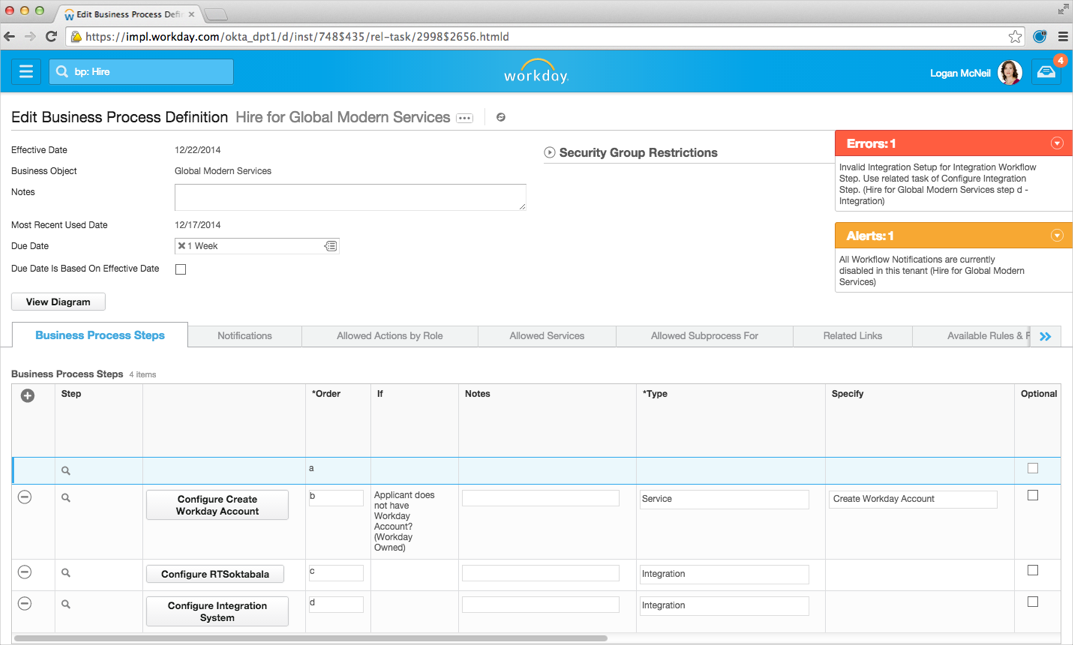 Edit Business Process Defi
https://impl.workday.com/okta_dpt1/d/inst/748$435/rel-task/2998$2656.htmld
bp: Hire
workday.
Logan McNeil
4
Edit Business Process Definition Hire for Global Modern Services
Effective Date 12/22/2014
Business Object Global Modern Services
Notes
Most Recent Used Date 12/17/2014
Due Date 1 Week
Due Date Is Based On Effective Date
View Diagram
Security Group Restrictions
Errors: 1
Invalid Integration Setup for Integration Workflow
Step. Use related task of Configure Integration
Step. (Hire for Global Modern Services step d -
Integration)
Alerts: 1
All Workflow Notifications are currently
disabled in this tenant (Hire for Global Modern
Services)
Business Process Steps Notifications Allowed Actions by Role Allowed Services Allowed Subprocess For Related Links Available Rules & F
Business Process Steps 4 items
Step *Order If Notes *Type Specify Optional
a
Configure Create
Workday Account
b
Applicant does
not have
Workday
Account?
(Workday
Owned)
Service
Create Workday Account
Configure RTSoktabala c Integration
Configure Integration
System
d
Integration